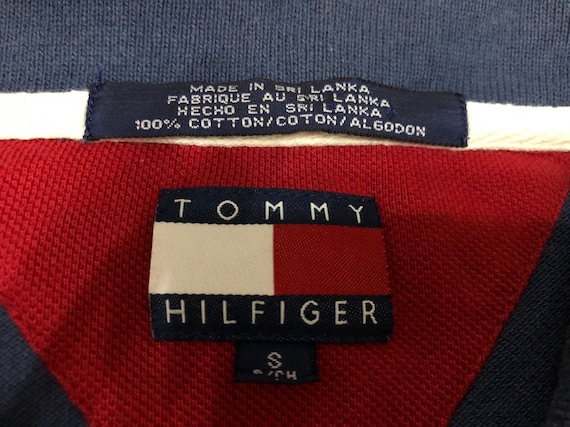 MADE IN SRI LANKA
FABRIQUE AU SRI LANKA
HECHO EN SRI LANKA
100% COTTON/COTON/ALGODON
TOMMY
HILFIGER
S